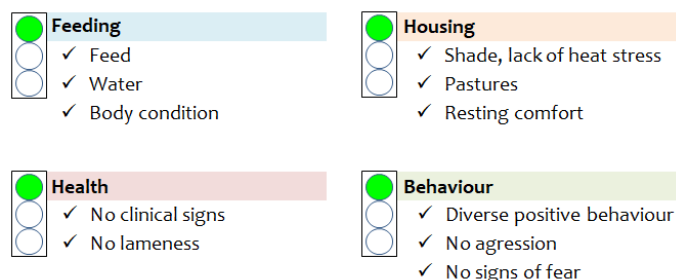 Feeding
✓ Feed
✓ Water
✓ Body condition
Housing
✓ Shade, lack of heat stress
✓ Pastures
✓ Resting comfort
Health
✓ No clinical signs
✓ No lameness
Behaviour
✓ Diverse positive behaviour
✓ No agression
✓ No signs of fear